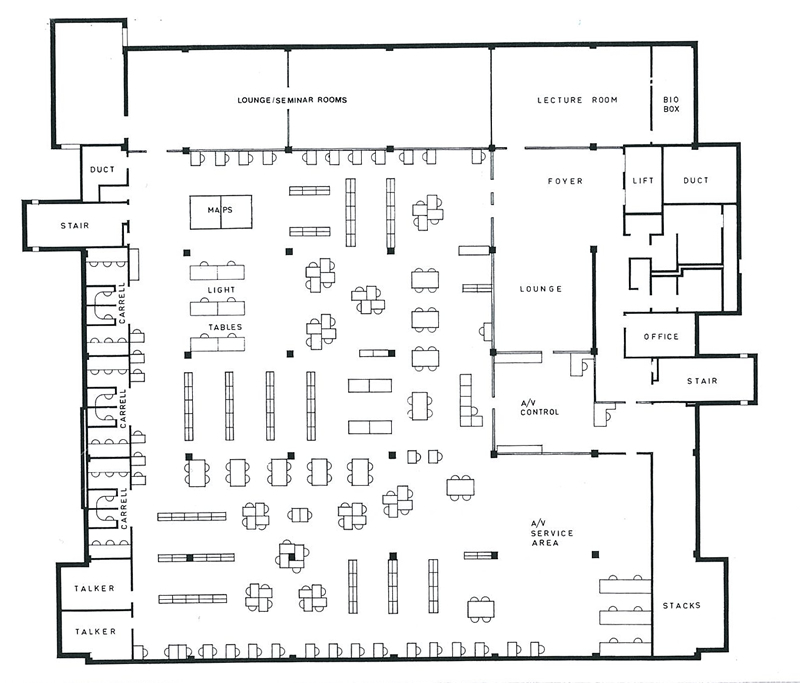 LOUNGE/SEMINAR ROOMS
LECTURE ROOM
BIO
BOX
DUCT
FOYER
LIFT
DUCT
MAPS
STAIR
LIGHT
TABLES
LOUNGE
CARRELL
OFFICE
STAIR
CARRELL
A/V
CONTROL
CARRELL
A/V
SERVICE
AREA
TALKER
STACKS
TALKER